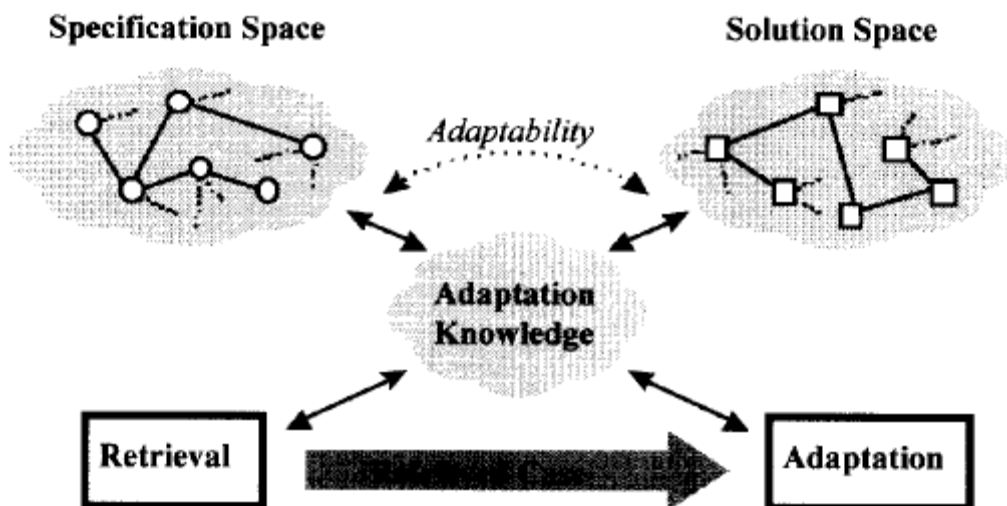 Specification Space
Solution Space
Adaptability
Adaptation
Knowledge
Retrieval
Adaptation